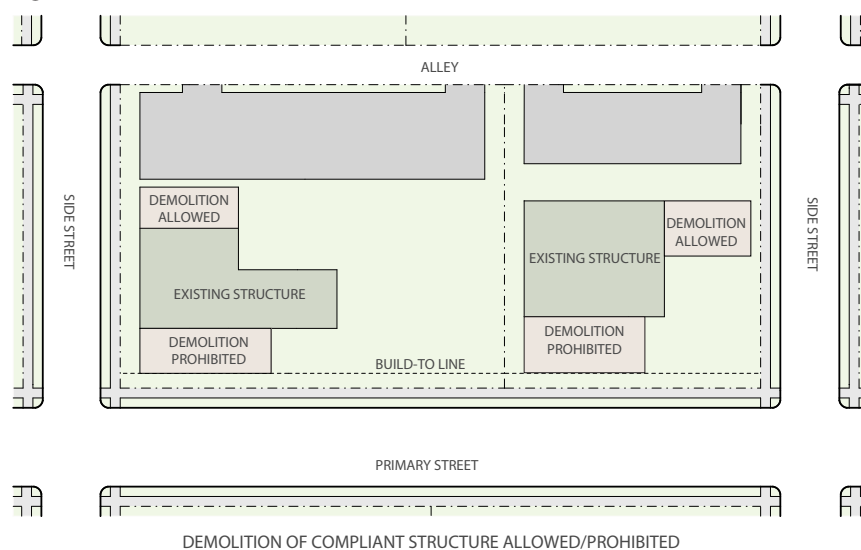 ALLEY
SIDE STREET
SIDE STREET
DEMOLITION
ALLOWED
DEMOLITION
ALLOWED
EXISTING STRUCTURE
EXISTING STRUCTURE
DEMOLITION
PROHIBITED
DEMOLITION
PROHIBITED
BUILD-TO LINE
PRIMARY STREET
DEMOLITION OF COMPLIANT STRUCTURE ALLOWED/PROHIBITED